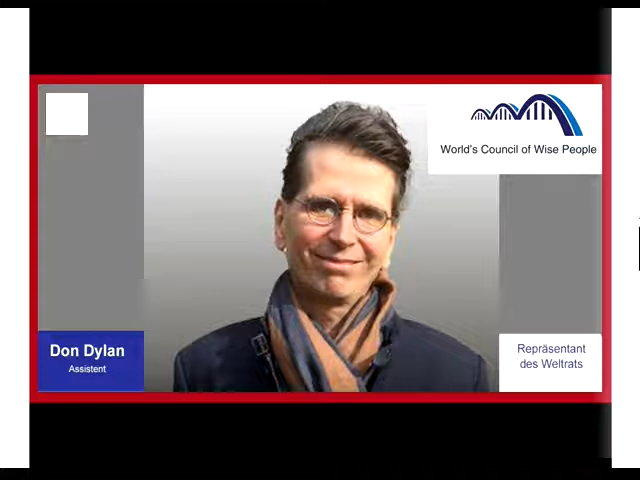 World's Council of Wise People
Don Dylan
Assistent
Repräsentant
des Weltrats